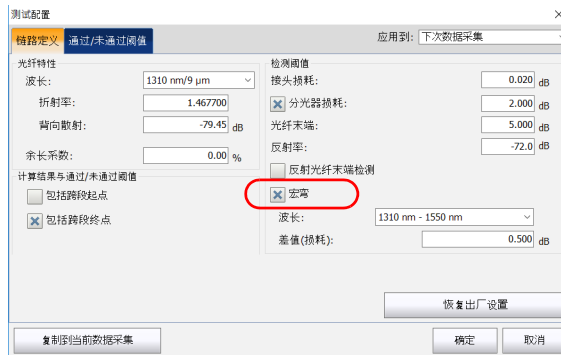 测试配置
链路定义 通过/未通过阈值
应用到: 下次数据采集
光纤特性
波长: 1310 nm/9 µm
折射率: 1.467700
背向散射: -79.45 dB
余长系数: 0.00 %
计算结果与通过/未通过阈值
包括跨段起点
包括跨段终点
检测阈值
接头损耗: 0.020 dB
分光器损耗: 2.000 dB
光纤末端: 5.000 dB
反射率: -72.0 dB
反射光纤末端检测
宏弯
波长: 1310 nm - 1550 nm
差值(损耗): 0.500 dB
恢复出厂设置
复制到当前数据采集
确定 取消